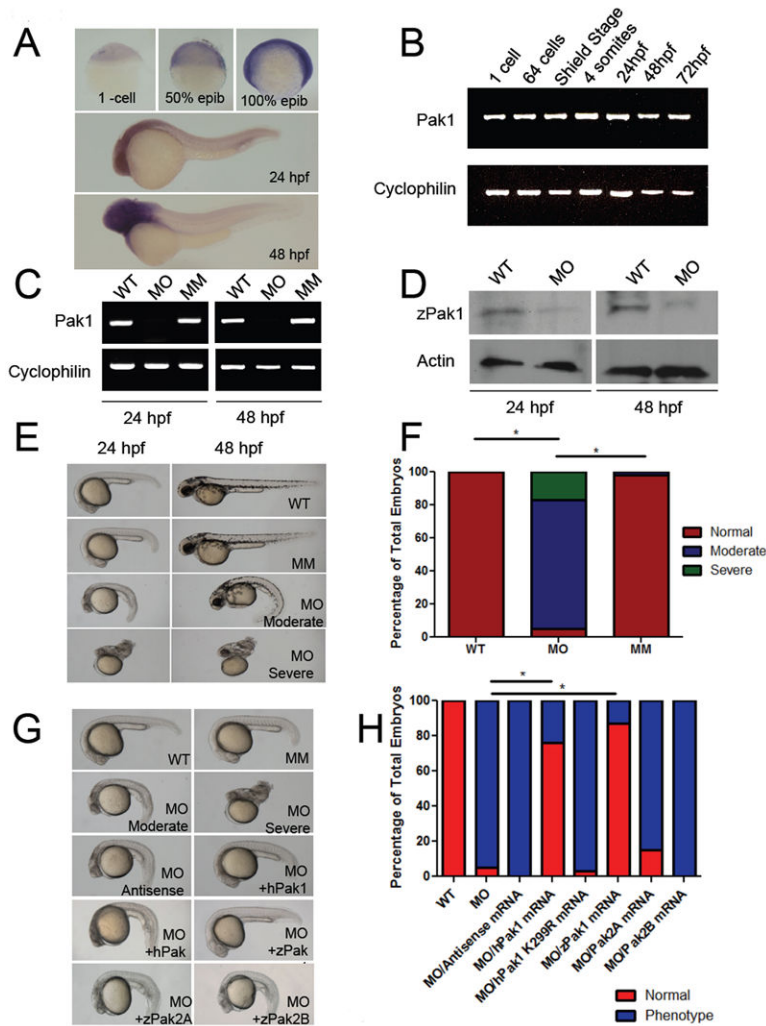 A
1 -cell
50% epib
100% epib
24 hpf
48 hpf
B
1 cell
64 cells
Shield Stage
4 somites
24hpf
48hpf
72hpf
Pak1
Cyclophilin
C
WT
MO
MM
WT
MO
MM
Pak1
Cyclophilin
24 hpf
48 hpf
D
WT
MO
WT
MO
zPak1
Actin
24 hpf
48 hpf
E
24 hpf
48 hpf
WT
MM
MO
Moderate
MO
Severe
F
*
*
Percentage of Total Embryos
100
80
60
40
20
0
WT
MO
MM
Normal
Moderate
Severe
G
WT
MM
MO
Moderate
MO
Severe
MO
Antisense
MO
+hPak1
MO
+hPak
MO
+zPak
MO
+zPak2A
MO
+zPak2B
H
*
*
Percentage of Total Embryos
100
80
60
40
20
0
WT
MO
MO/Antisense mRNA
MO/hPak1 mRNA
MO/hPak1 K299R mRNA
MO/zPak1 mRNA
MO/Pak2A mRNA
MO/Pak2B mRNA
Normal
Phenotype